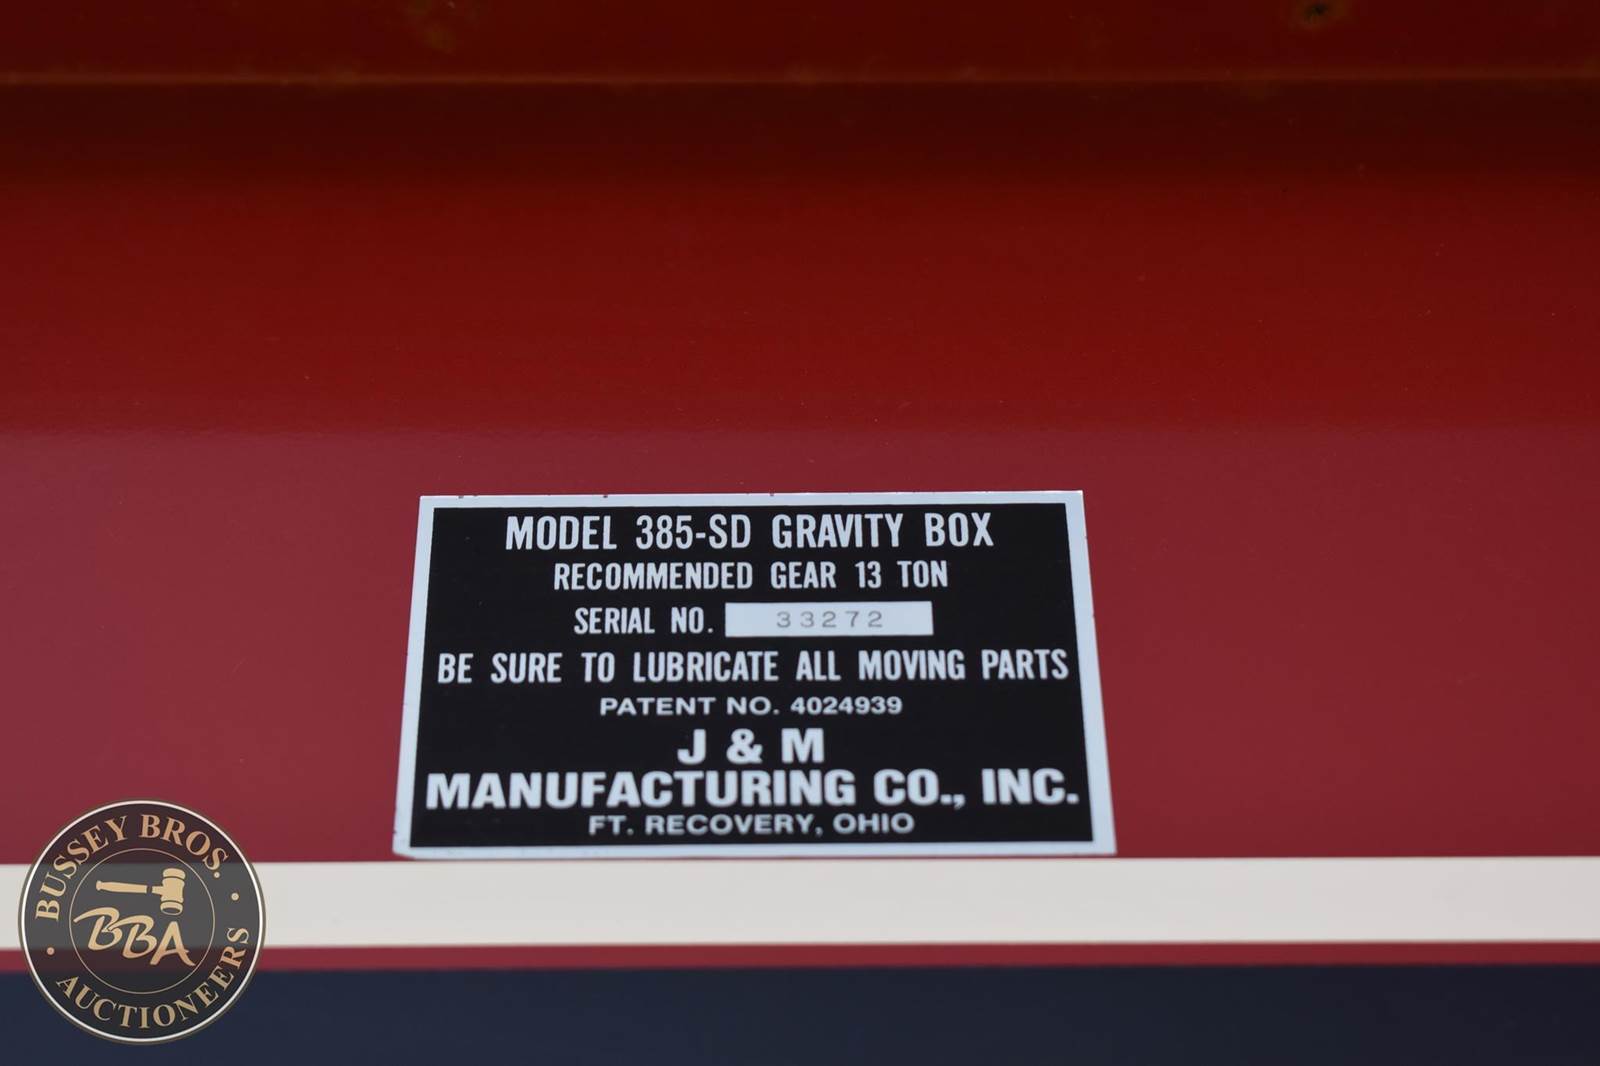 MODEL 385-SD GRAVITY BOX
RECOMMENDED GEAR 13 TON
SERIAL NO. 33272
BE SURE TO LUBRICATE ALL MOVING PARTS
PATENT NO. 4024939
J & M
MANUFACTURING CO., INC.
FT. RECOVERY, OHIO
BUSSEY BROS.
BBA
AUCTIONEERS